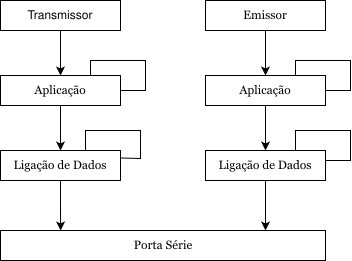 Transmissor
Emissor
Aplicação
Aplicação
Ligação de Dados
Ligação de Dados
Porta Série